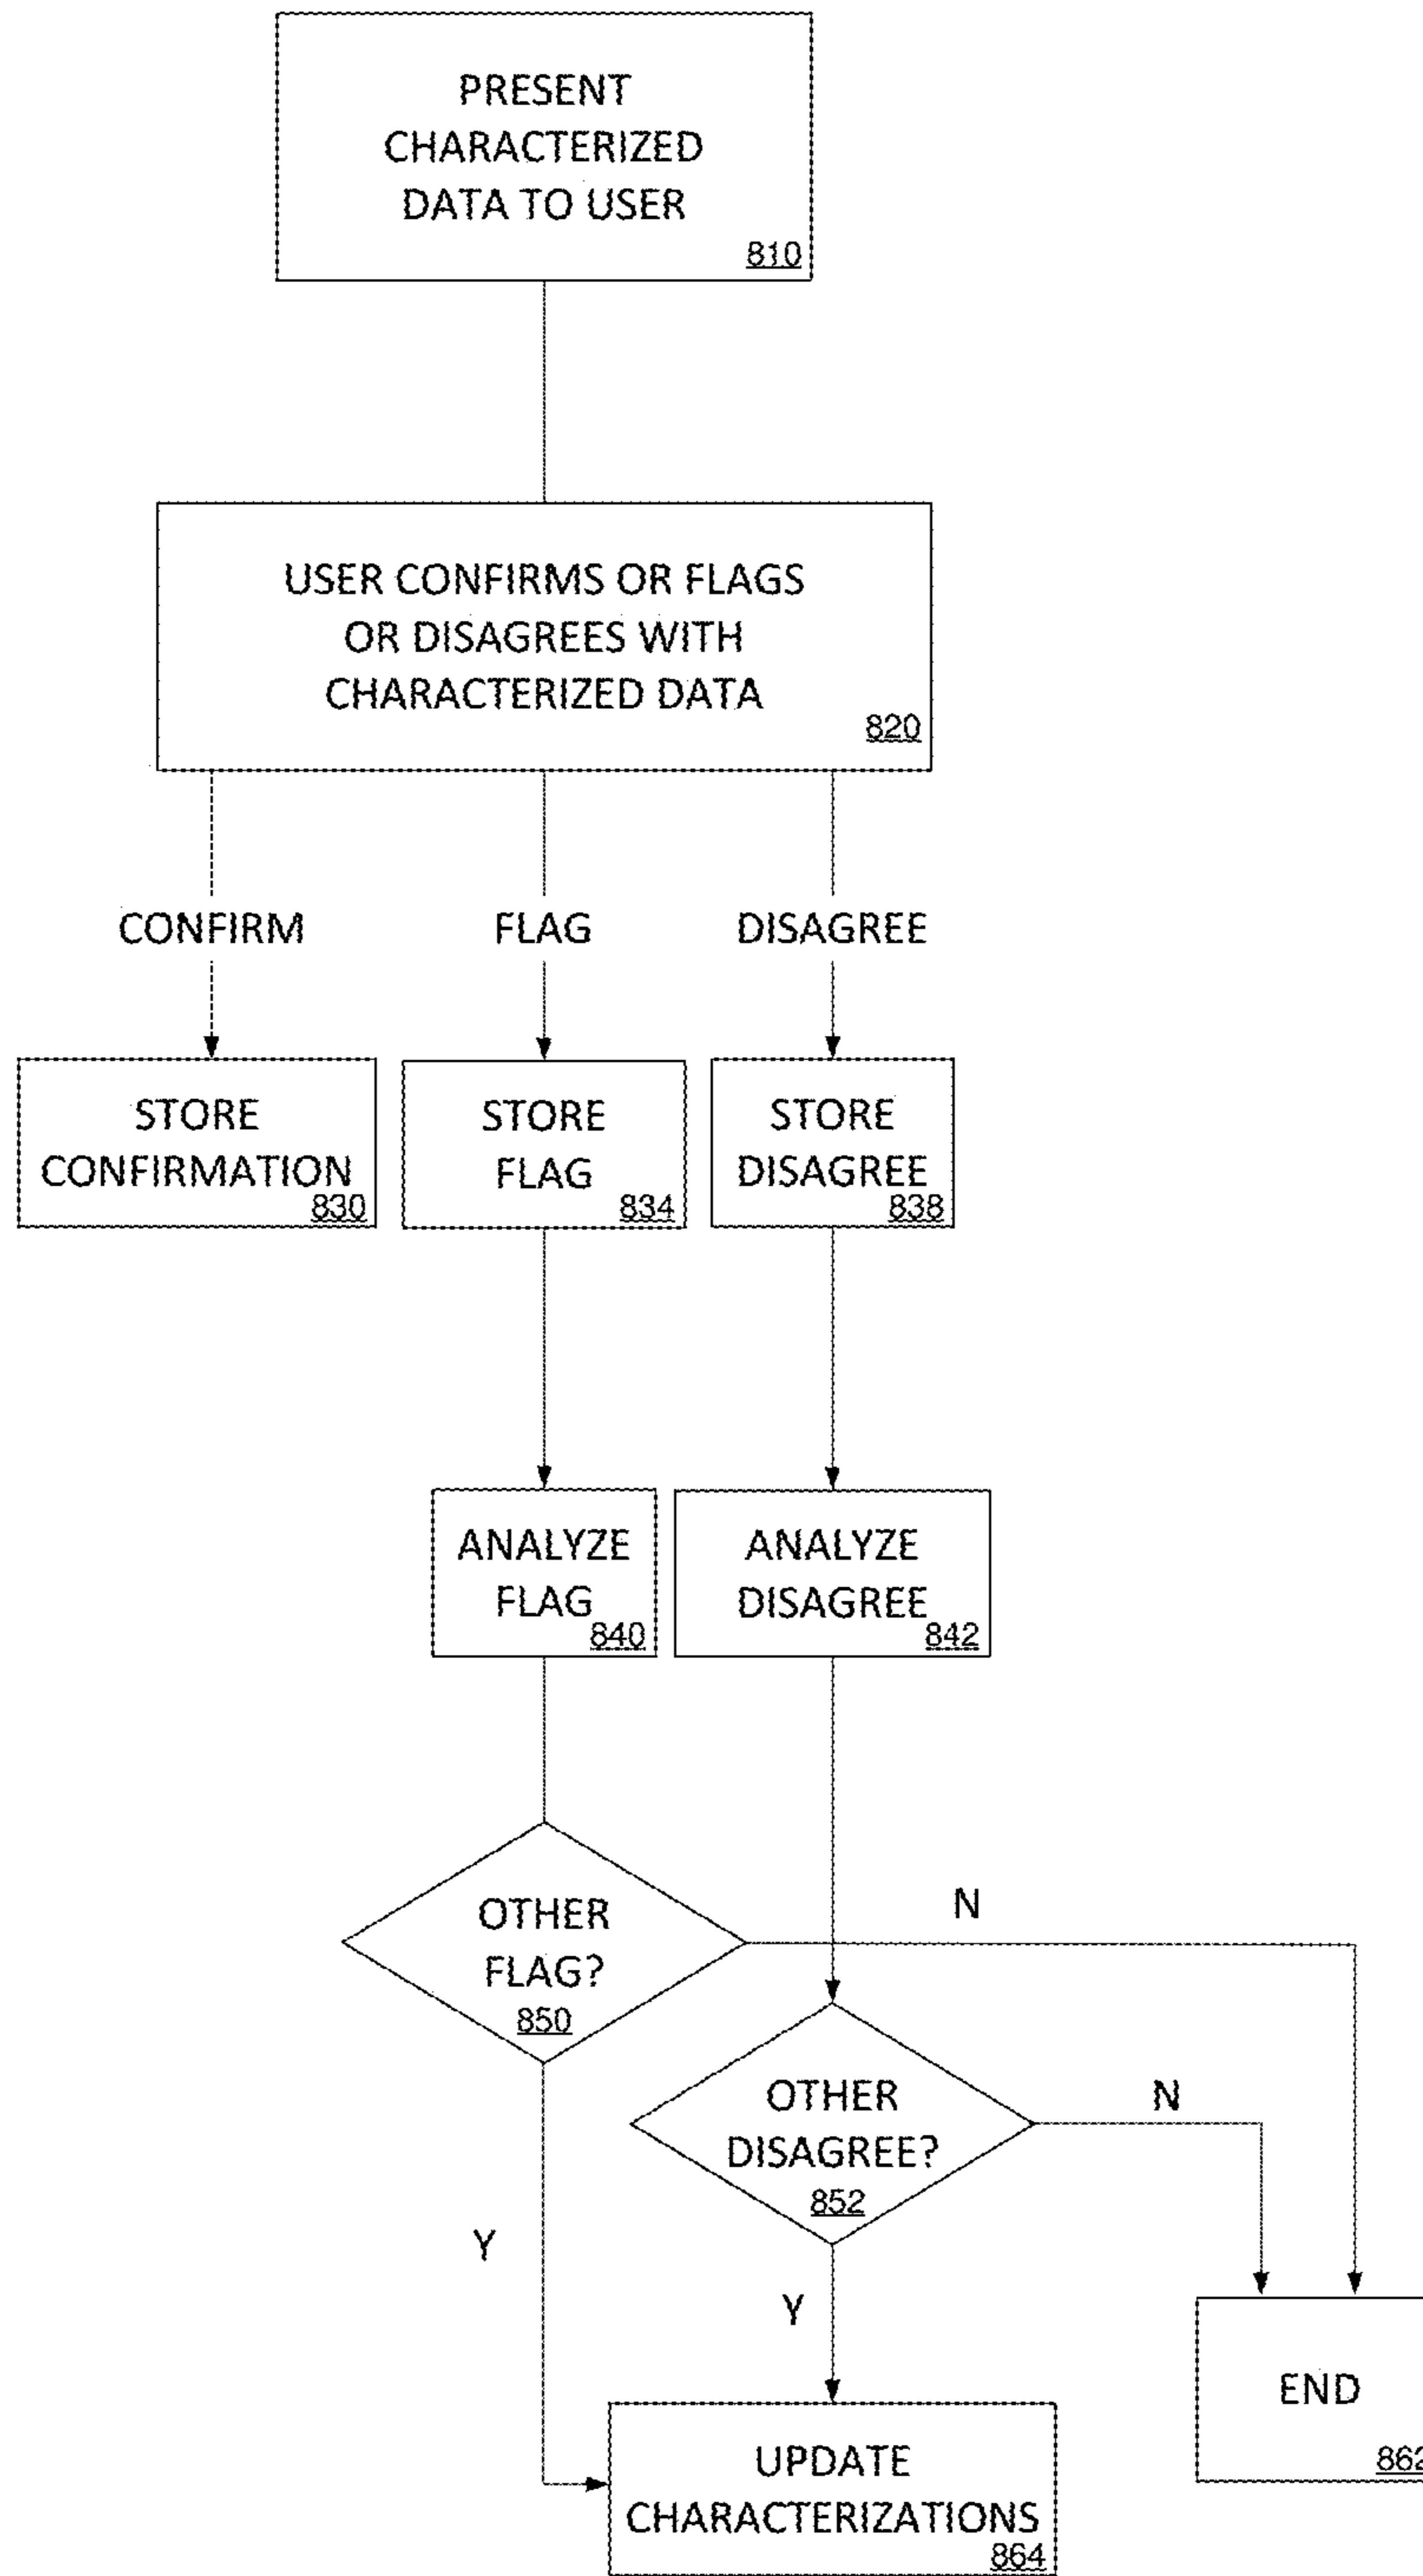 PRESENT
CHARACTERIZED
DATA TO USER
810
USER CONFIRMS OR FLAGS
OR DISAGREES WITH
CHARACTERIZED DATA
820
CONFIRM
FLAG
DISAGREE
STORE
CONFIRMATION
830
STORE
FLAG
834
STORE
DISAGREE
838
ANALYZE
FLAG
840
ANALYZE
DISAGREE
842
OTHER
FLAG?
850
N
OTHER
DISAGREE?
852
N
Y
Y
END
862
UPDATE
CHARACTERIZATIONS
864